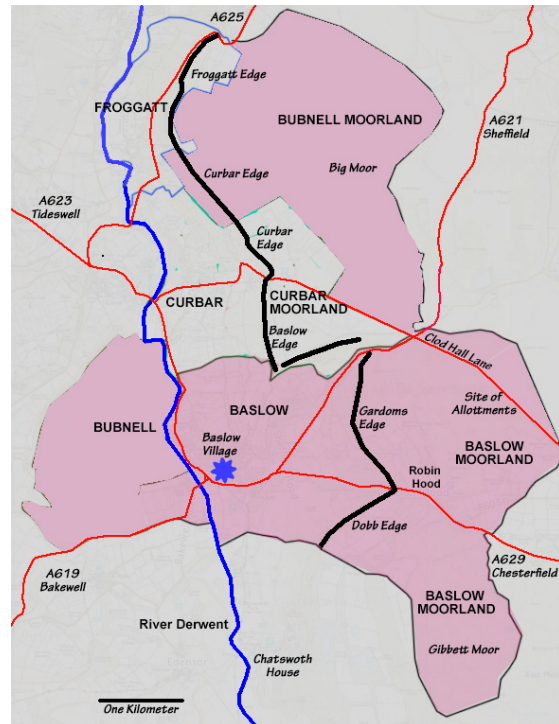 A625
Froggatt Edge
FROGGATT
BUBNELL MOORLAND
A621
Sheffield
Big Moor
Curbar Edge
A623
Tideswell
Curbar
Edge
CURBAR
CURBAR
MOORLAND
Baslow
Edge
Clod Hall Lane
BASLOW
Gardoms
Edge
Site of
Allotments
BUBNELL
Baslow
Village
BASLOW
MOORLAND
Robin
Hood
Dobb Edge
A619
Bakewell
A629
Chesterfield
BASLOW
MOORLAND
River Derwent
Gibbett Moor
Chatswoth
House
One Kilometer